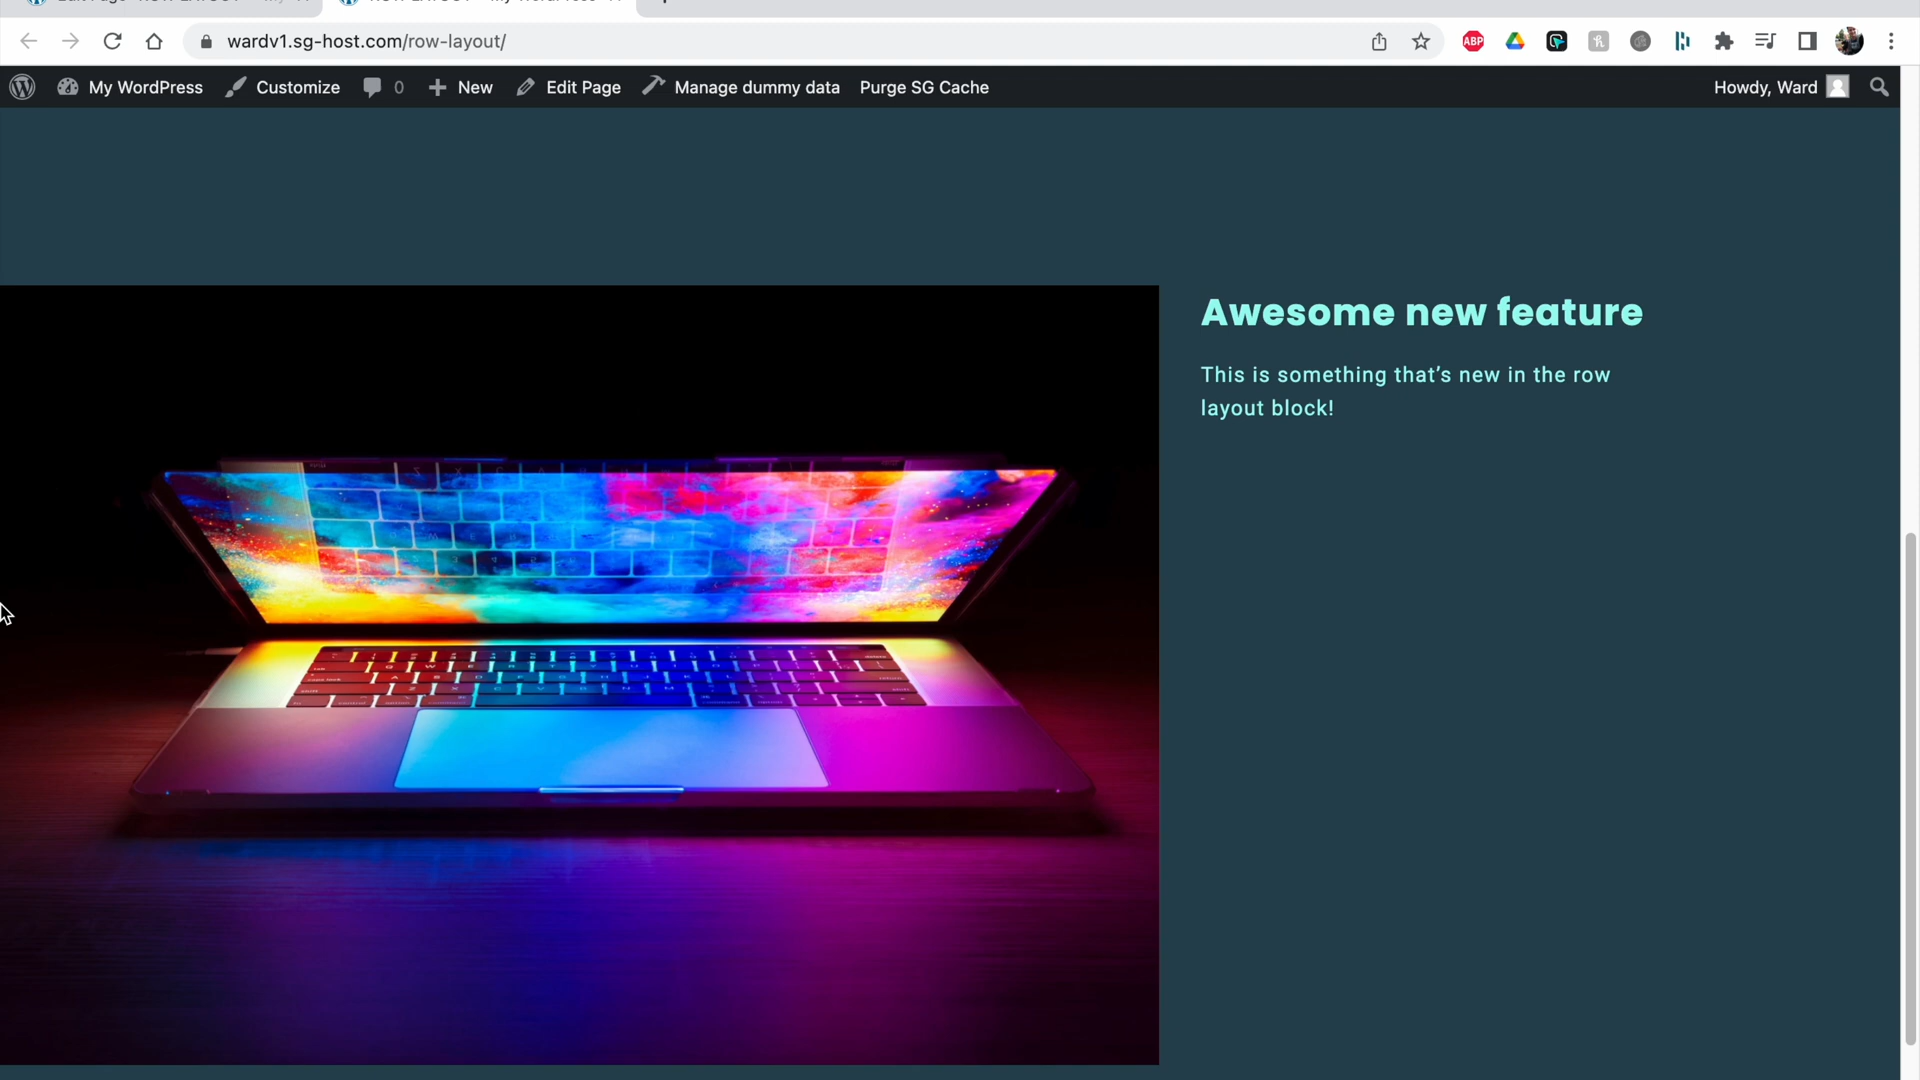 wardv1.sg-host.com/row-layout/
ABP
My WordPress
Customize
0
New
Edit Page
Manage dummy data
Purge SG Cache
Howdy, Ward
Awesome new feature
This is something that’s new in the row
layout block!